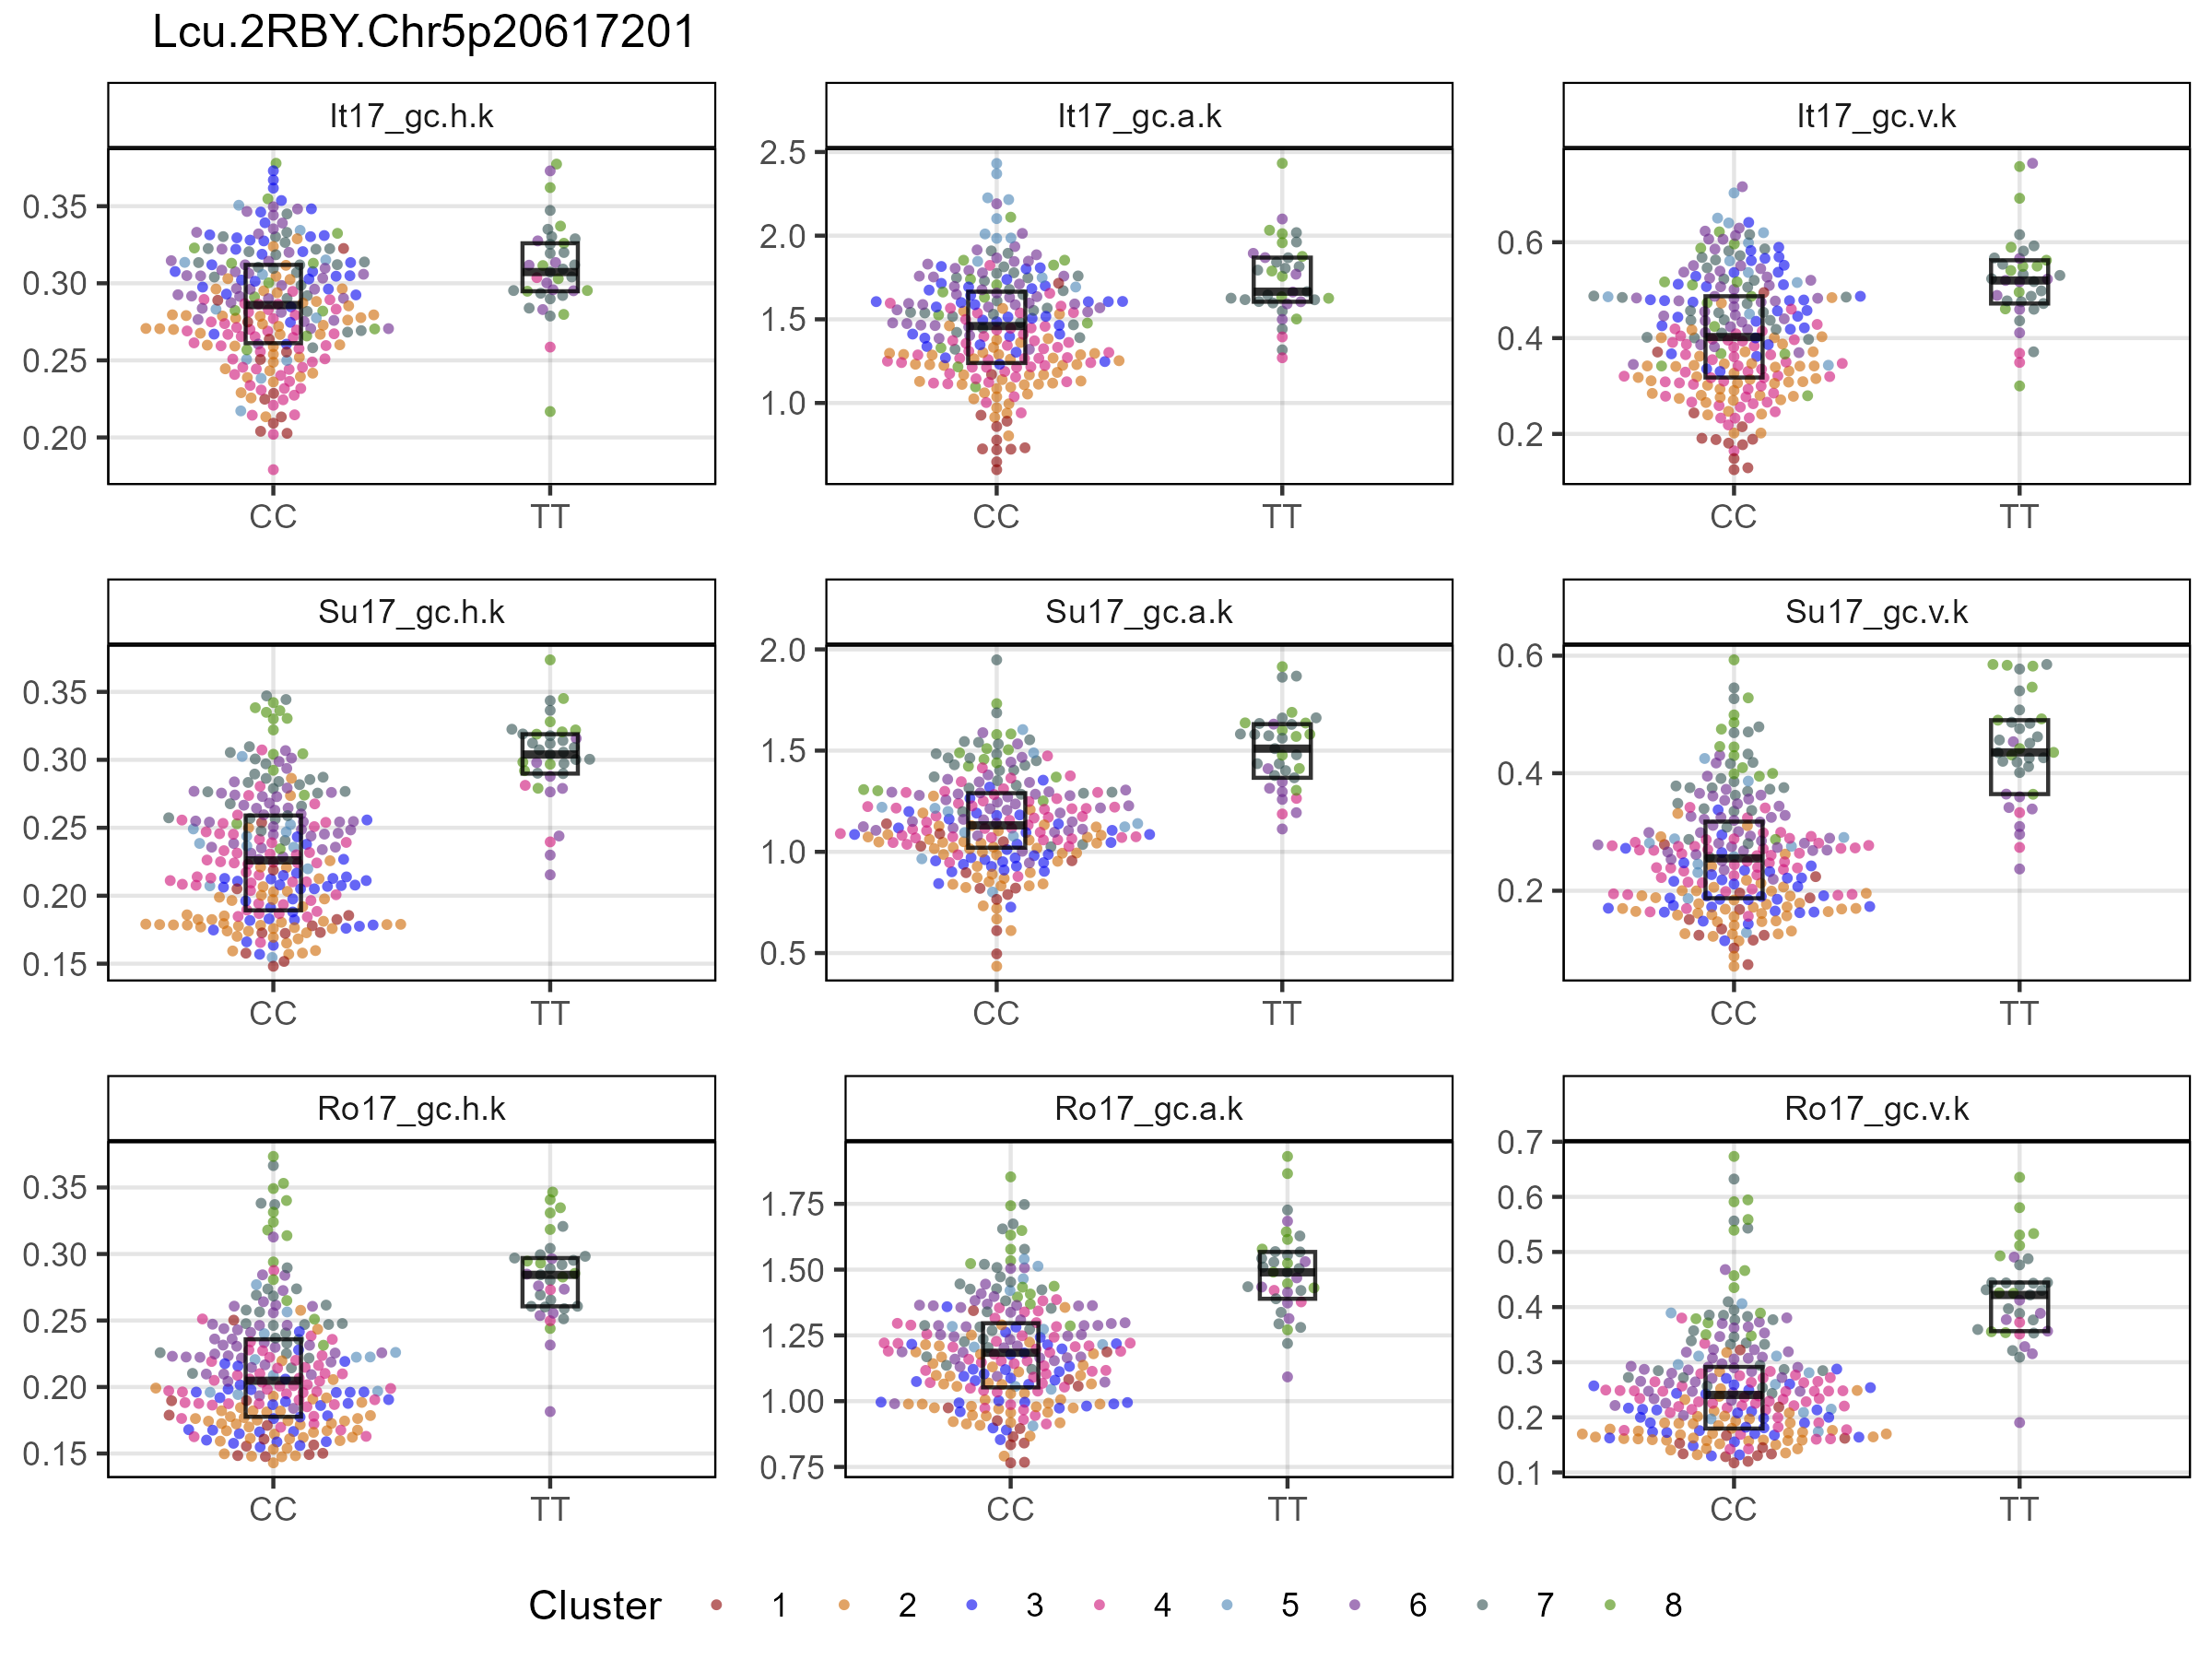 Lcu.2RBY.Chr5p20617201
It17_gc.h.k
It17_gc.a.k
It17_gc.v.k
0.35
0.30
0.25
0.20
CC
TT
2.5
2.0
1.5
1.0
CC
TT
0.6
0.4
0.2
CC
TT
Su17_gc.h.k
Su17_gc.a.k
Su17_gc.v.k
0.35
0.30
0.25
0.20
0.15
CC
TT
2.0
1.5
1.0
0.5
CC
TT
0.6
0.4
0.2
CC
TT
Ro17_gc.h.k
Ro17_gc.a.k
Ro17_gc.v.k
0.35
0.30
0.25
0.20
0.15
CC
TT
1.75
1.50
1.25
1.00
0.75
CC
TT
0.7
0.6
0.5
0.4
0.3
0.2
0.1
CC
TT
Cluster 1 2 3 4 5 6 7 8